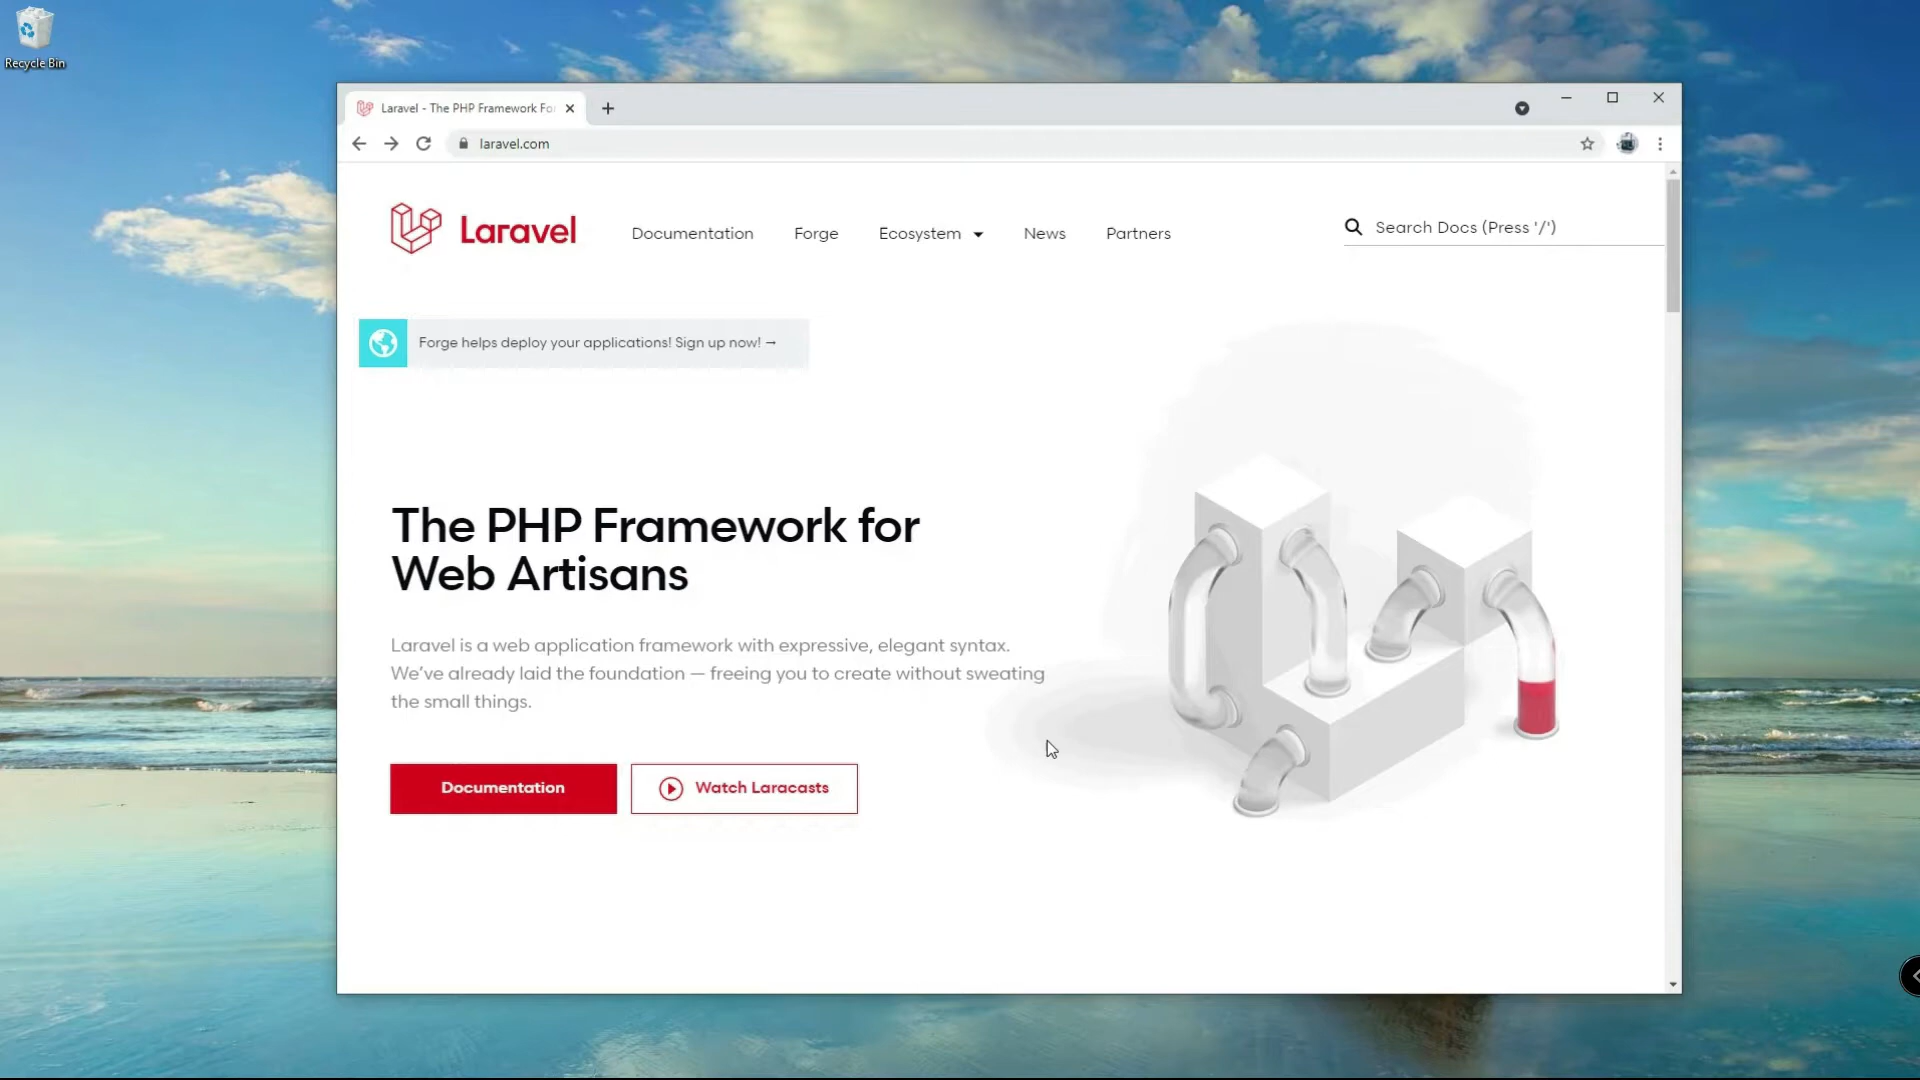 Recycle Bin
Laravel - The PHP Framework Fo
laravel.com
Laravel
Documentation
Forge
Ecosystem
News
Partners
Search Docs (Press '/')
Forge helps deploy your applications! Sign up now! →
The PHP Framework for
Web Artisans
Laravel is a web application framework with expressive, elegant syntax.
We've already laid the foundation — freeing you to create without sweating
the small things.
Documentation
Watch Laracasts